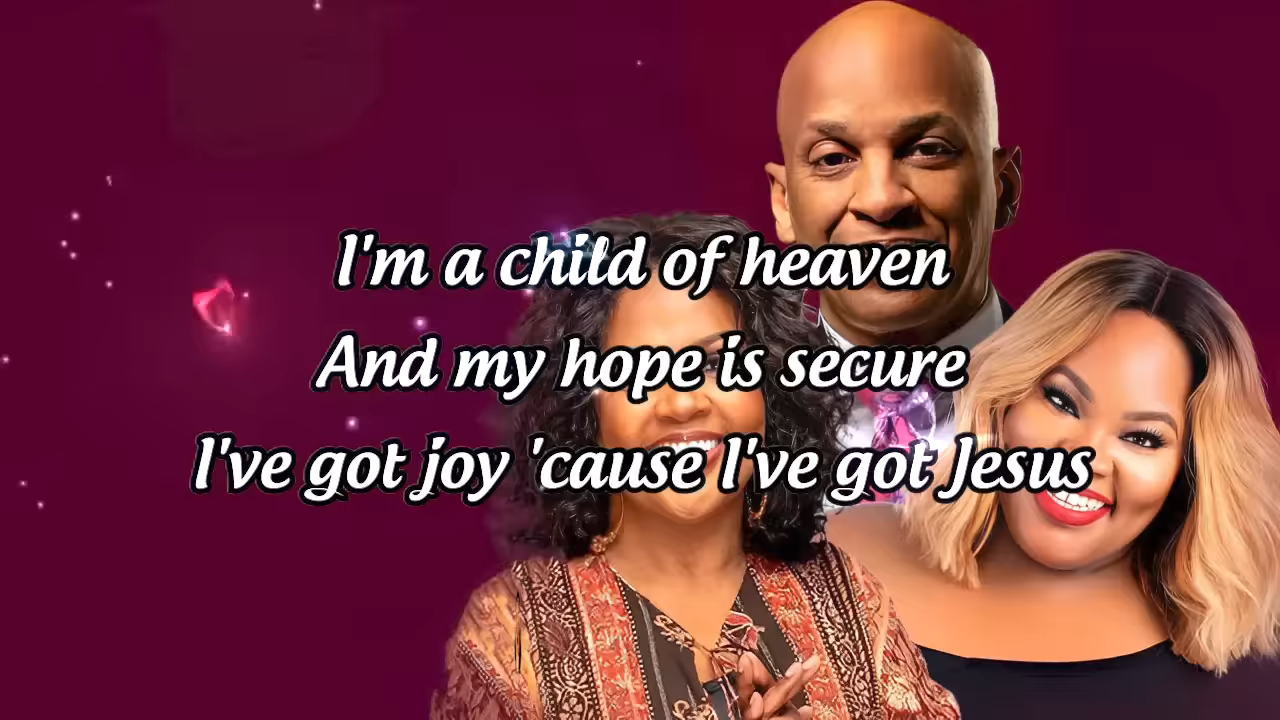 I'm a child of heaven
And my hope is secure
I've got joy 'cause I've got Jesus